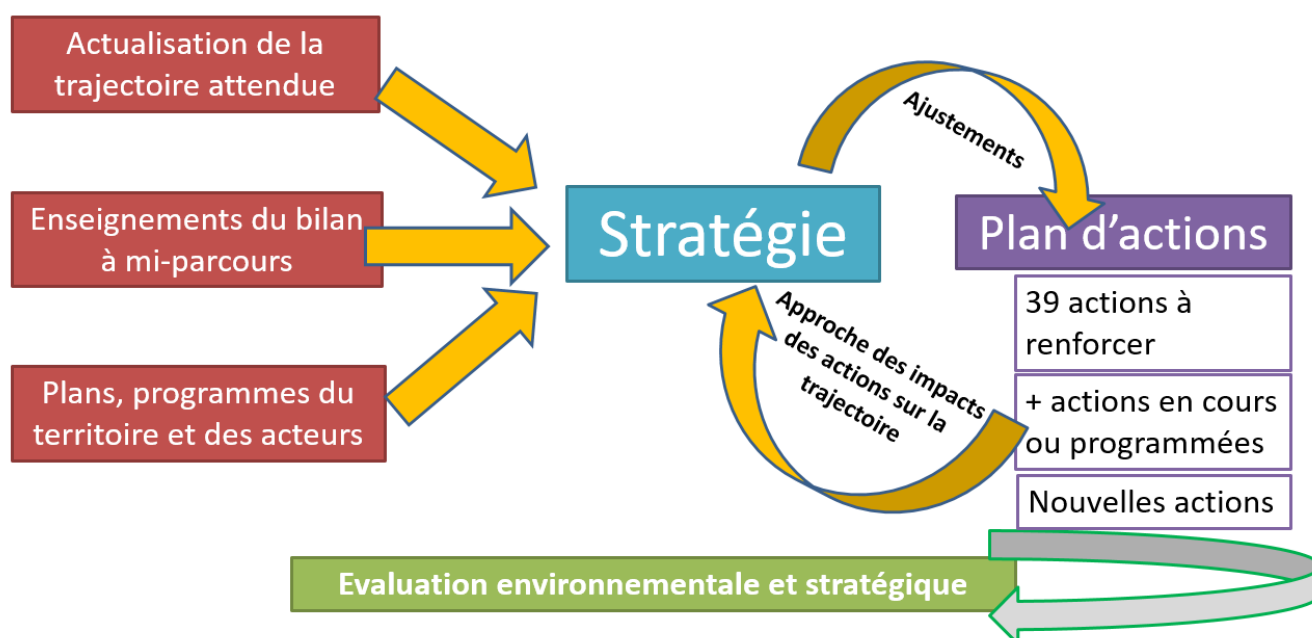 Actualisation de la
trajectoire attendue
Enseignements du bilan
à mi-parcours
Plans, programmes du
territoire et des acteurs
Stratégie
Ajustements
Plan d’actions
39 actions à
renforcer
+ actions en cours
ou programmées
Nouvelles actions
Approche des impacts
des actions sur la
trajectoire
Evaluation environnementale et stratégique